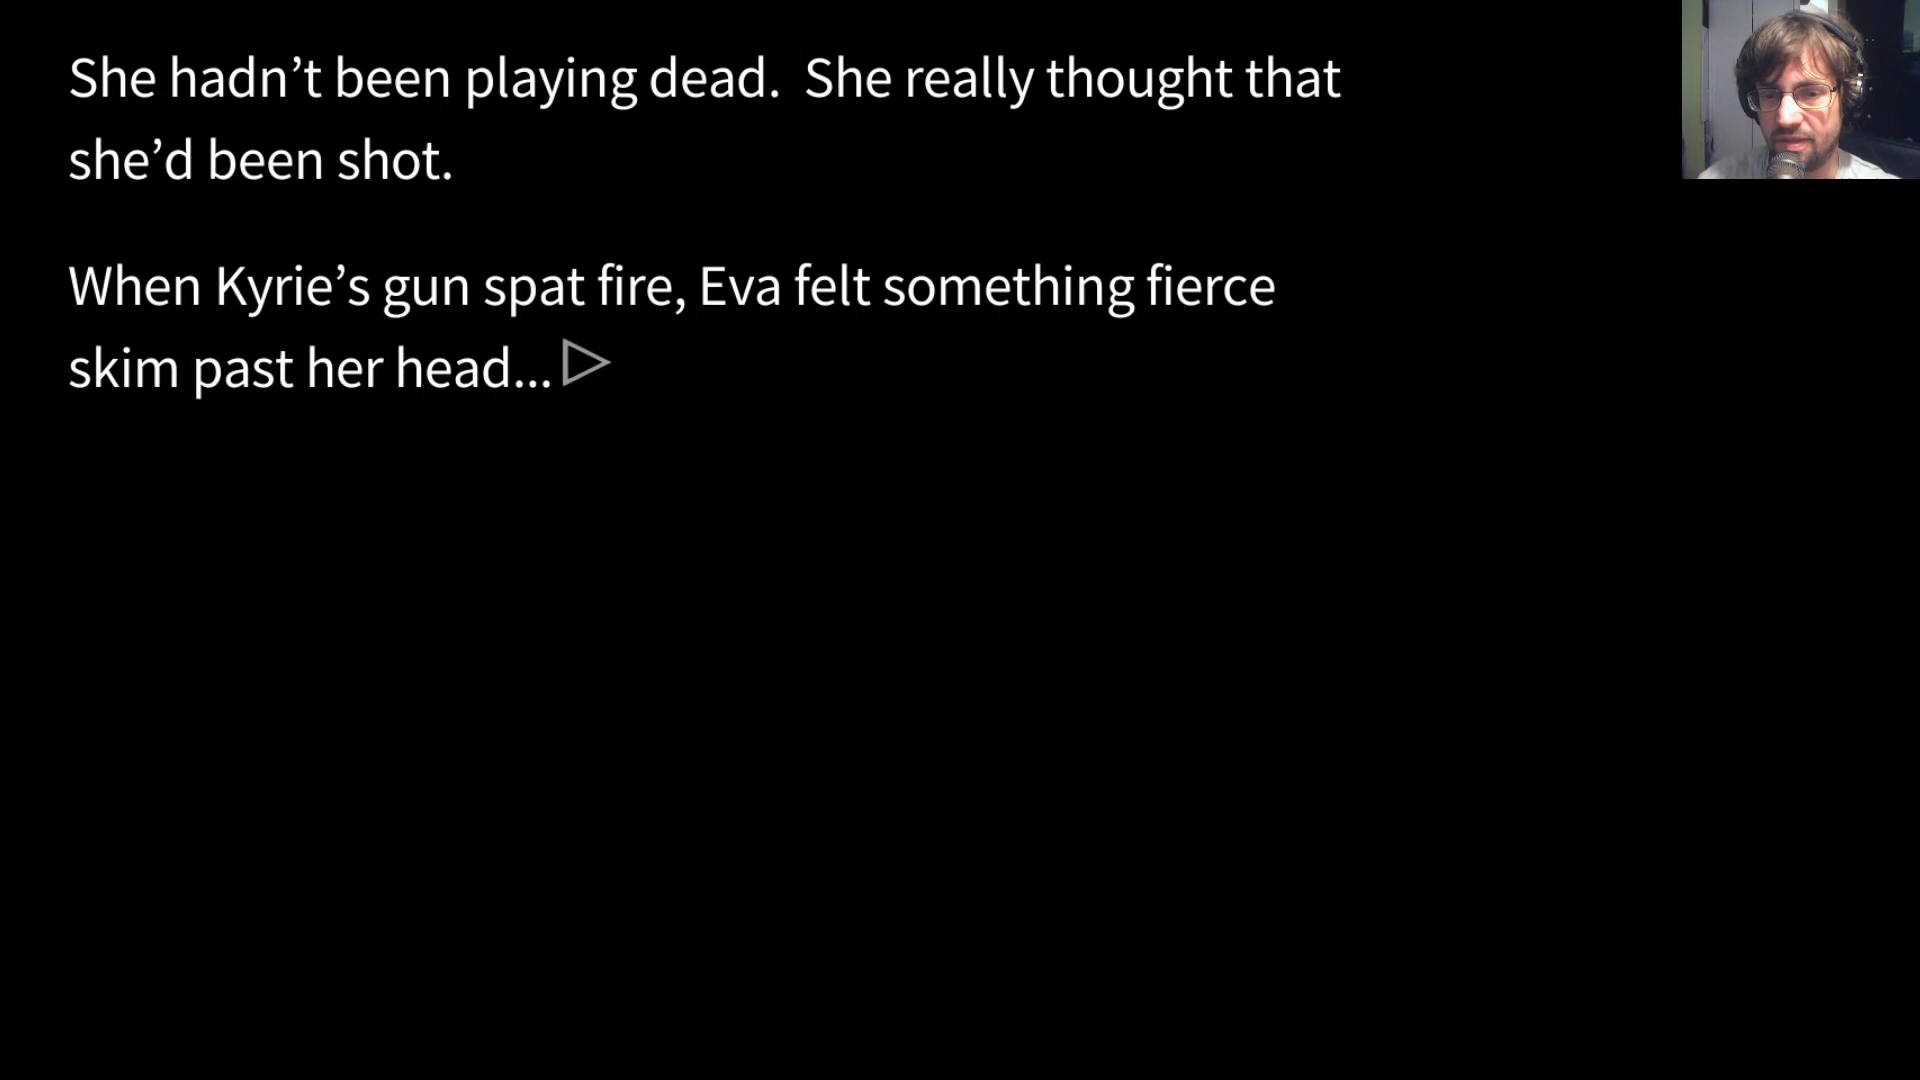 She hadn’t been playing dead.  She really thought that
she’d been shot.
When Kyrie’s gun spat fire, Eva felt something fierce
skim past her head...